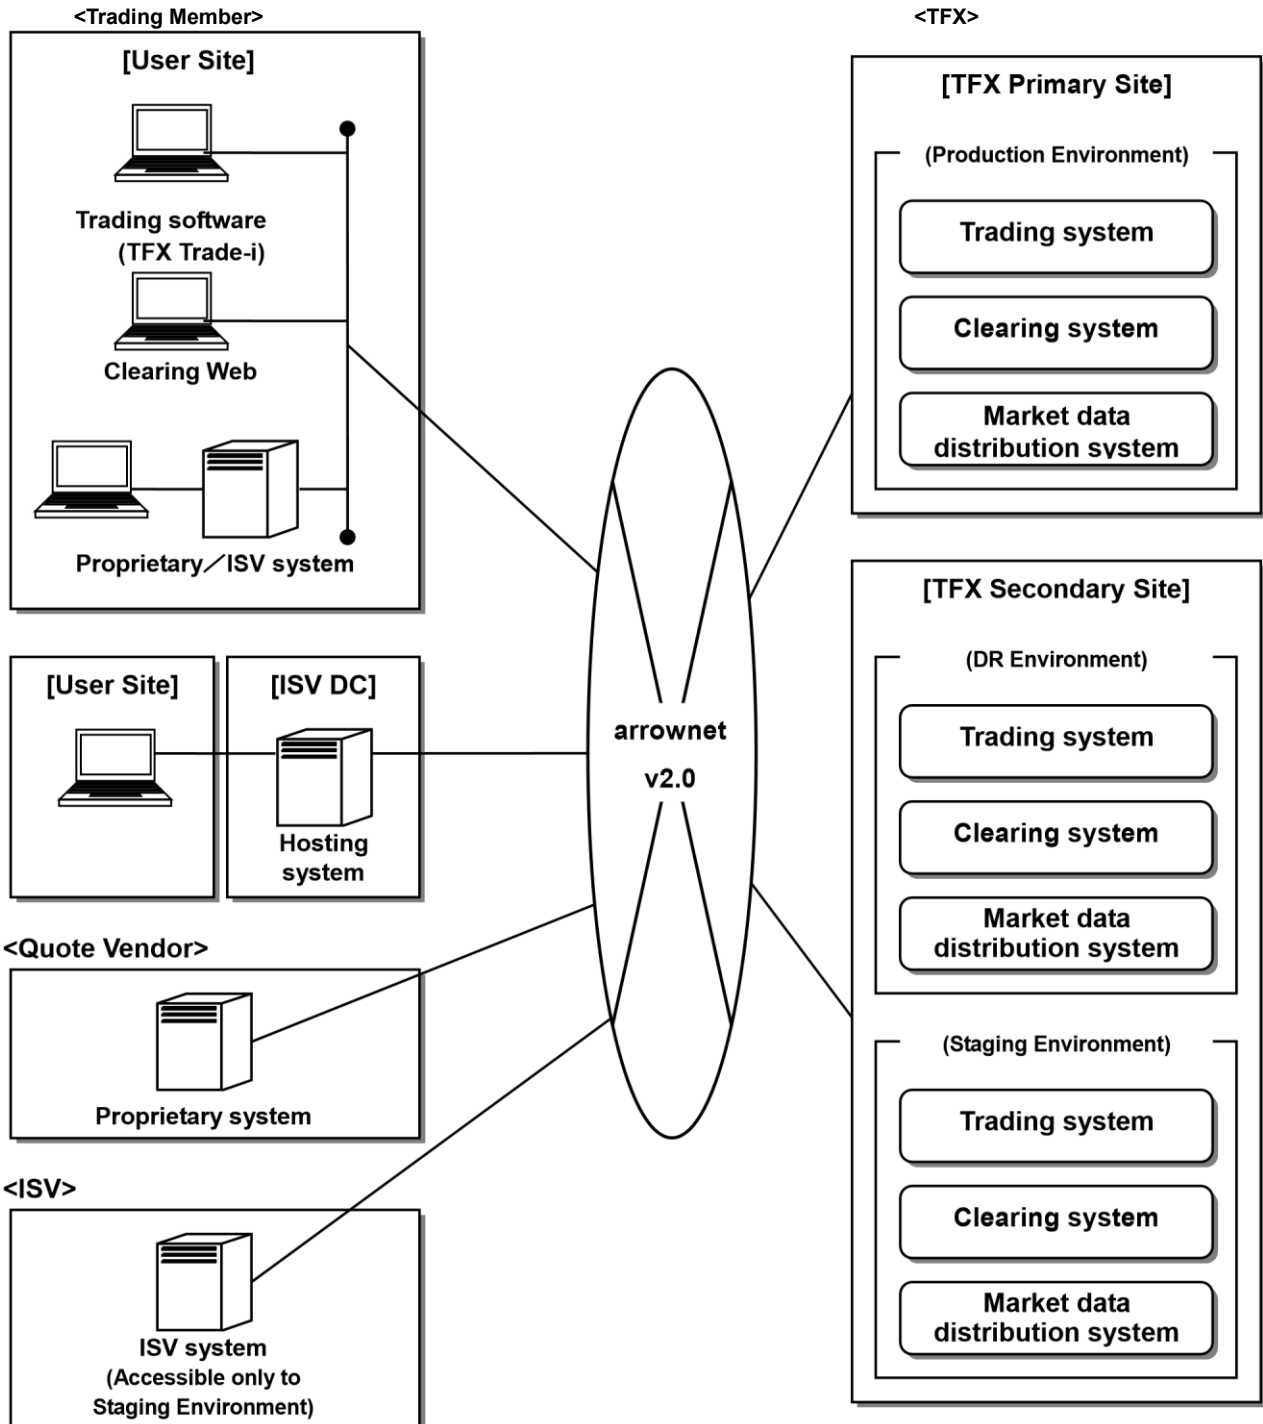 <Trading Member>
[User Site]
Trading software
(TFX Trade-i)
Clearing Web
Proprietary／ISV system
[User Site]
[ISV DC]
Hosting
system
<Quote Vendor>
Proprietary system
<ISV>
ISV system
(Accessible only to
Staging Environment)
arrownet
v2.0
<TFX>
[TFX Primary Site]
(Production Environment)
Trading system
Clearing system
Market data
distribution system
[TFX Secondary Site]
(DR Environment)
Trading system
Clearing system
Market data
distribution system
(Staging Environment)
Trading system
Clearing system
Market data
distribution system